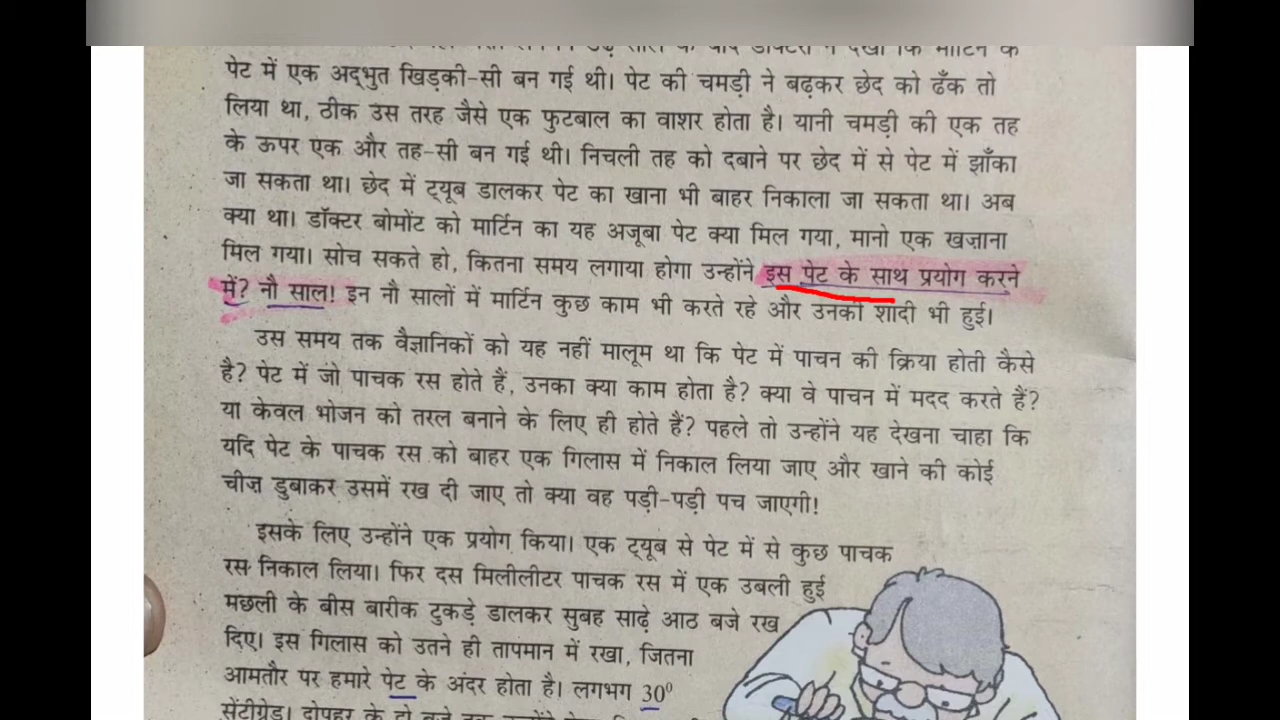 के बाद डॉक्टरों ने देखा कि मार्टिन के
पेट में एक अद्भुत खिड़की-सी बन गई थी। पेट की चमड़ी ने बढ़कर छेद को ढँक तो
लिया था, ठीक उस तरह जैसे एक फुटबाल का वाशर होता है। यानी चमड़ी की एक तह
के ऊपर एक और तह-सी बन गई थी। निचली तह को दबाने पर छेद में से पेट में झाँका
जा सकता था। छेद में ट्यूब डालकर पेट का खाना भी बाहर निकाला जा सकता था। अब
क्या था। डॉक्टर बोमोंट को मार्टिन का यह अजूबा पेट क्या मिल गया, मानो एक खज़ाना
मिल गया। सोच सकते हो, कितना समय लगाया होगा उन्होंने इस पेट के साथ प्रयोग करने
में? नौ साल! इन नौ सालों में मार्टिन कुछ काम भी करते रहे और उनकी शादी भी हुई।
उस समय तक वैज्ञानिकों को यह नहीं मालूम था कि पेट में पाचन की क्रिया होती कैसे
है? पेट में जो पाचक रस होते हैं, उनका क्या काम होता है? क्या वे पाचन में मदद करते हैं?
या केवल भोजन को तरल बनाने के लिए ही होते हैं? पहले तो उन्होंने यह देखना चाहा कि
यदि पेट के पाचक रस को बाहर एक गिलास में निकाल लिया जाए और खाने की कोई
चीज़ डुबाकर उसमें रख दी जाए तो क्या वह पड़ी-पड़ी पच जाएगी!
इसके लिए उन्होंने एक प्रयोग किया। एक ट्यूब से पेट में से कुछ पाचक
रस निकाल लिया। फिर दस मिलीलीटर पाचक रस में एक उबली हुई
मछली के बीस बारीक टुकड़े डालकर सुबह साढ़े आठ बजे रख
दिए। इस गिलास को उतने ही तापमान में रखा, जितना
आमतौर पर हमारे पेट के अंदर होता है। लगभग 30⁰
सेंटीग्रेड। दोपहर के दो बजे तक उन्होंने